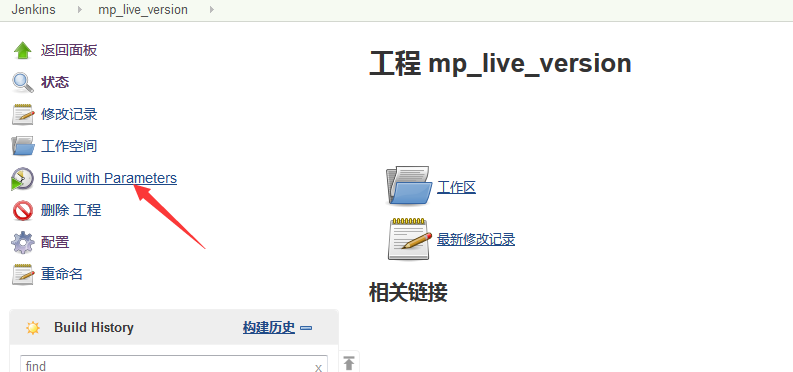 Jenkins mp_live_version
返回面板
状态
修改记录
工作空间
Build with Parameters
删除 工程
配置
重命名
Build History 构建历史
find x
工程 mp_live_version
工作区
最新修改记录
相关链接